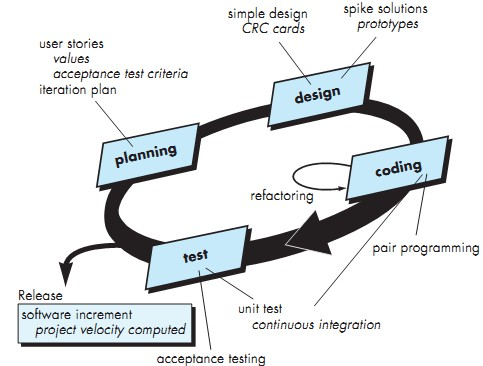 simple design
CRC cards
spike solutions
prototypes
user stories
values
acceptance test criteria
iteration plan
design
planning
coding
refactoring
test
pair programming
Release
software increment
project velocity computed
unit test
continuous integration
acceptance testing